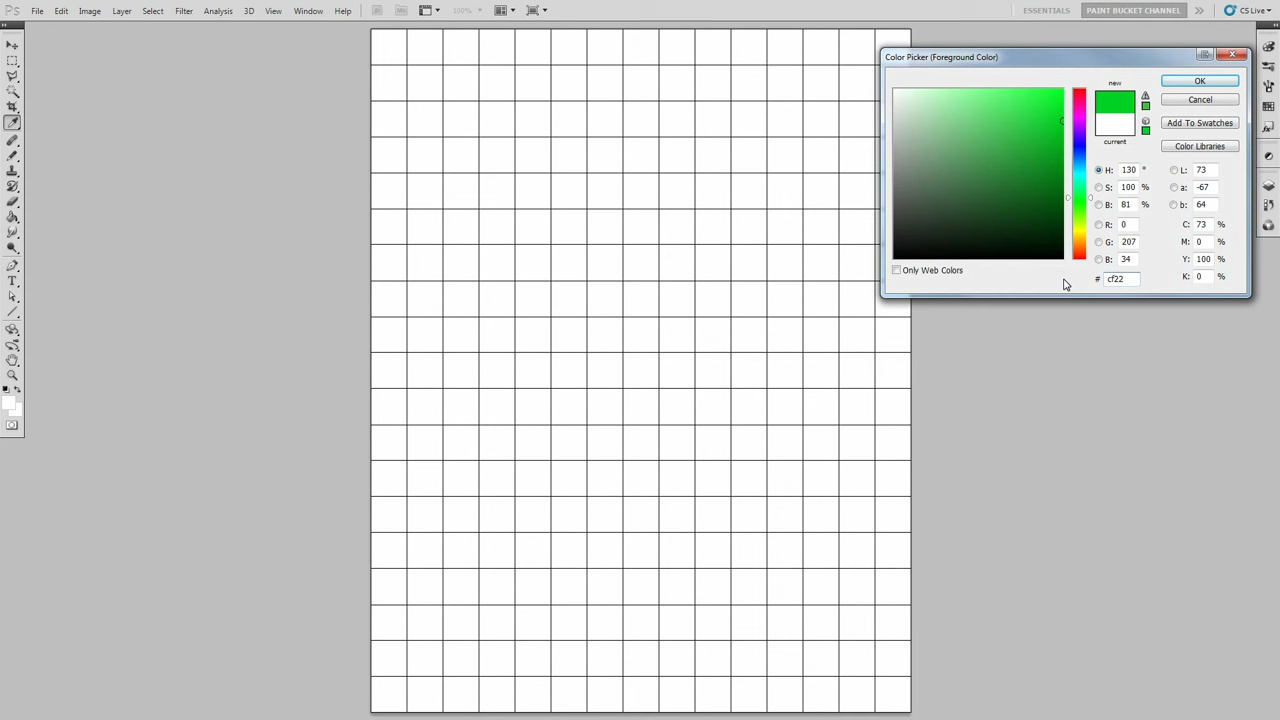 Ps File Edit Image Layer Select Filter Analysis 3D View Window Help 100% ESSENTIALS PAINT BUCKET CHANNEL CS Live
Color Picker (Foreground Color)
new
current
OK
Cancel
Add To Swatches
Color Libraries
H: 130 ° L: 73
S: 100 % a: -67
B: 81 % b: 64
R: 0 C: 73 %
G: 207 M: 0 %
B: 34 Y: 100 %
# cf22 K: 0 %
Only Web Colors